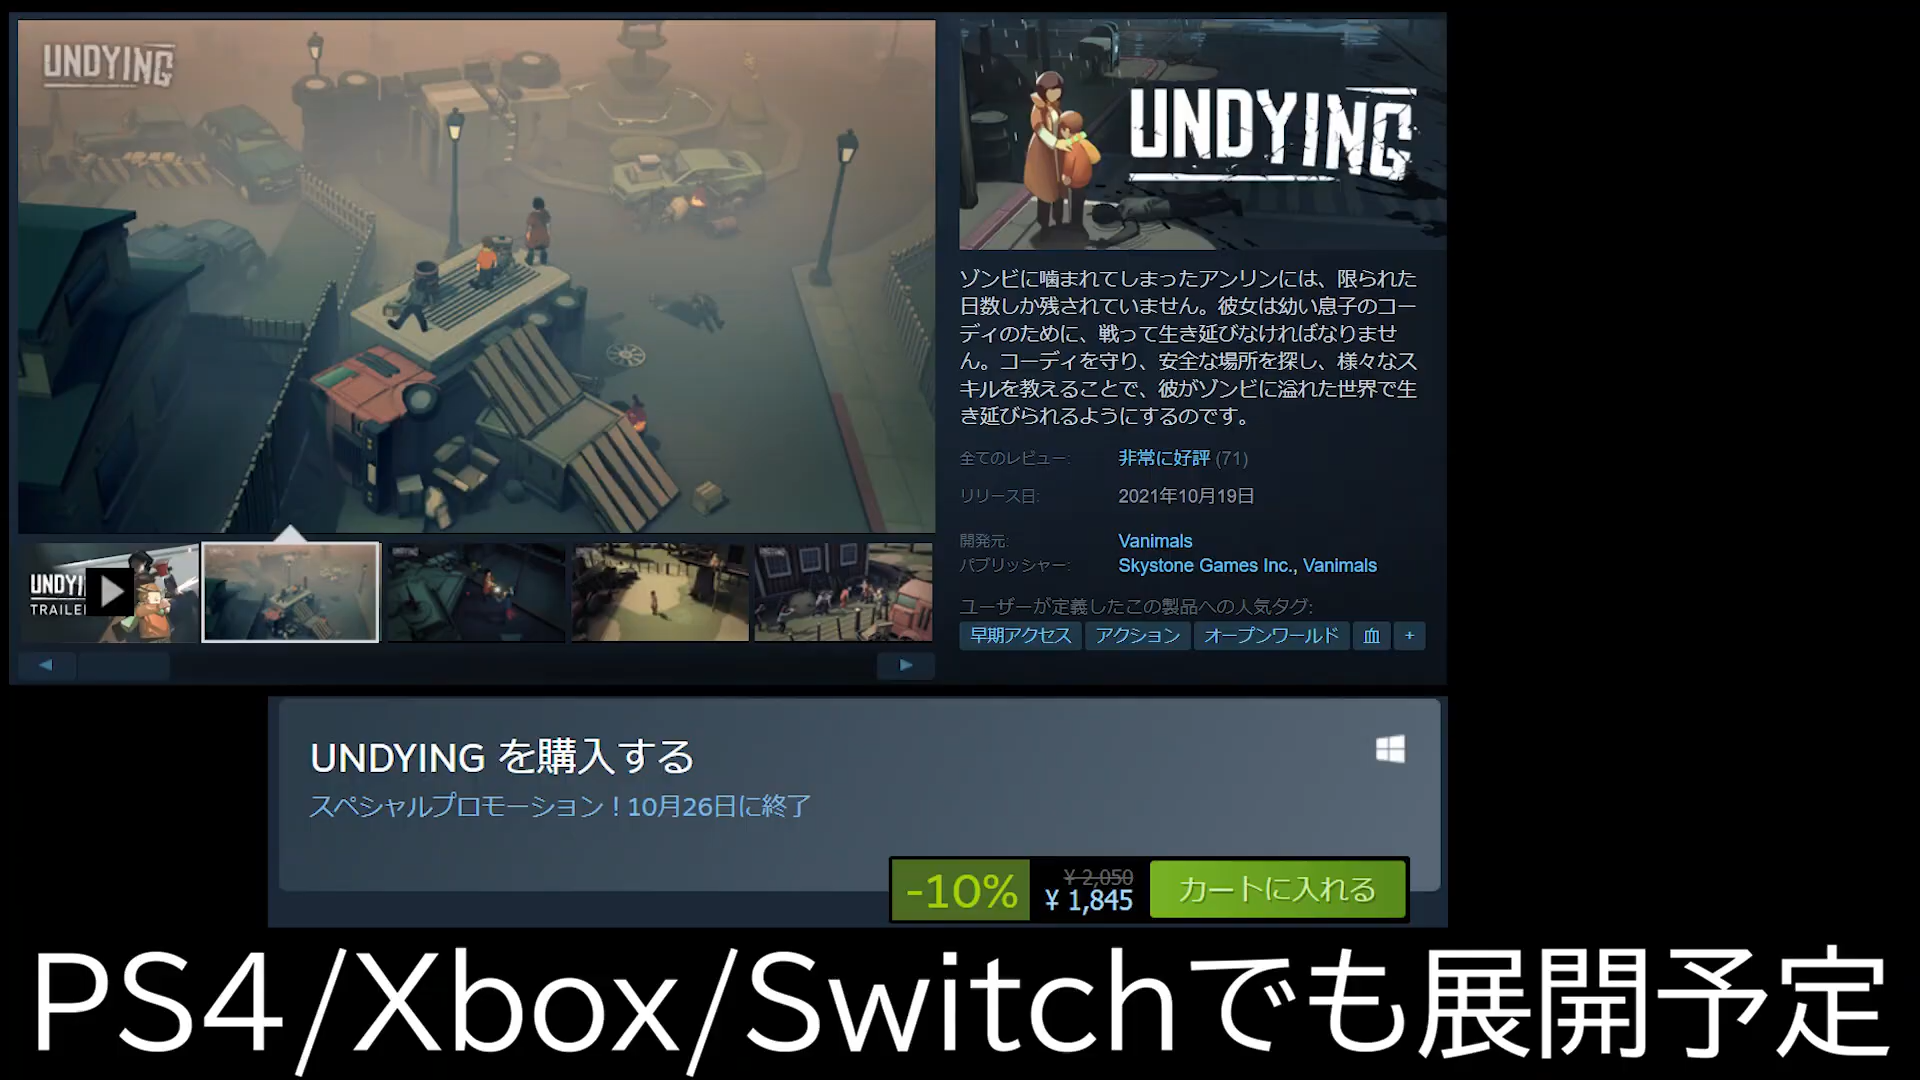 UNDYING
UNDYING
ゾンビに噛まれてしまったアンリンには、限られた
日数しか残されていません。彼女は幼い息子のコー
ディのために、戦って生き延びなければなりませ
ん。コーディを守り、安全な場所を探し、様々なス
キルを教えることで、彼がゾンビに溢れた世界で生
き延びられるようにするのです。
全てのレビュー: 非常に好評 (71)
リリース日: 2021年10月19日
開発元: Vanimals
パブリッシャー: Skystone Games Inc., Vanimals
ユーザーが定義したこの製品への人気タグ:
早期アクセス アクション オープンワールド 血 +
UNDYI
TRAILE
UNDYING を購入する
スペシャルプロモーション！10月26日に終了
-10% ¥ 2,050 ¥ 1,845 カートに入れる
PS4/Xbox/Switchでも展開予定